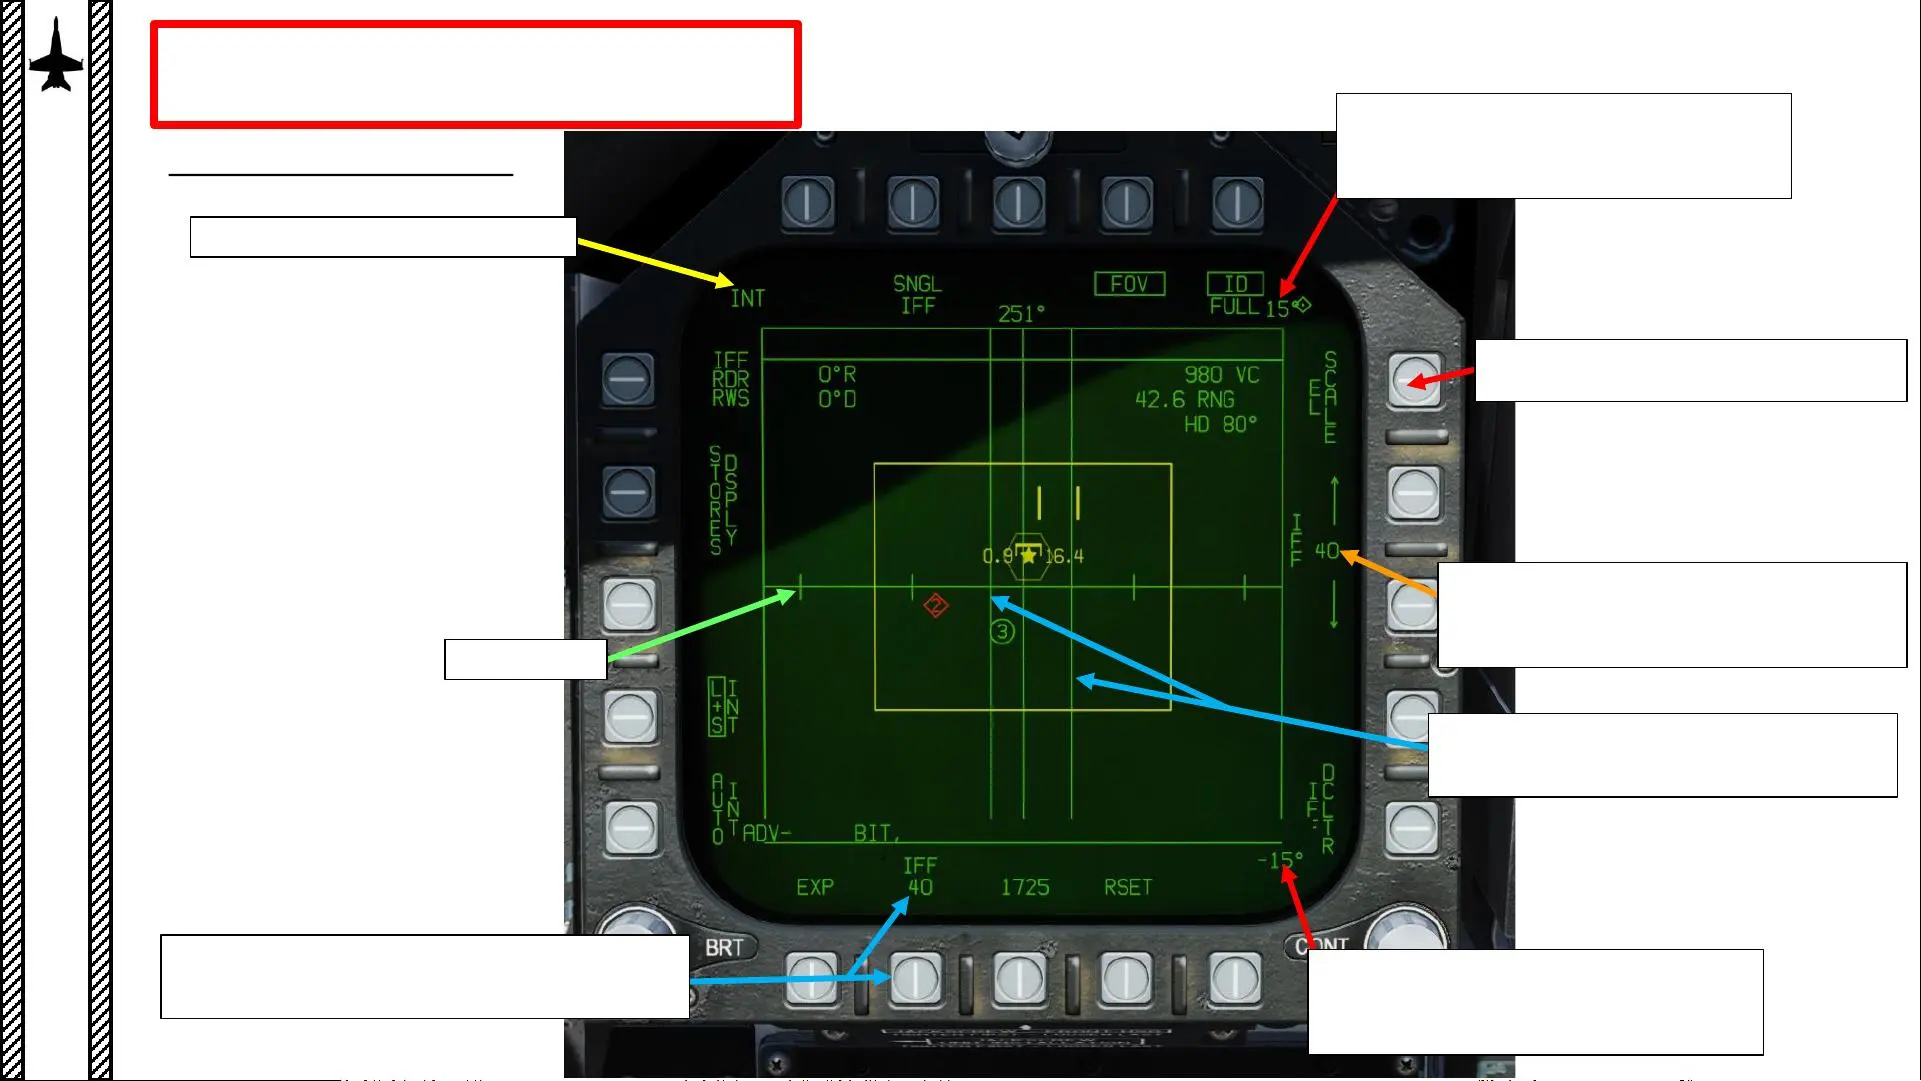 SNGL
IFF
FOV
ID
FULL
INT
251°
15°
IFF
RDR
RWS
0°R
0°D
980 VC
42.6 RNG
HD 80°
SCALE
EL
STORES
DSPLY
IFF
40
0.9
16.4
2
3
L+S
INT
AUTO
INT
DCLTR
ADV-
BIT,
-15°
EXP
IFF
40
1725
RSET
BRT
CONT